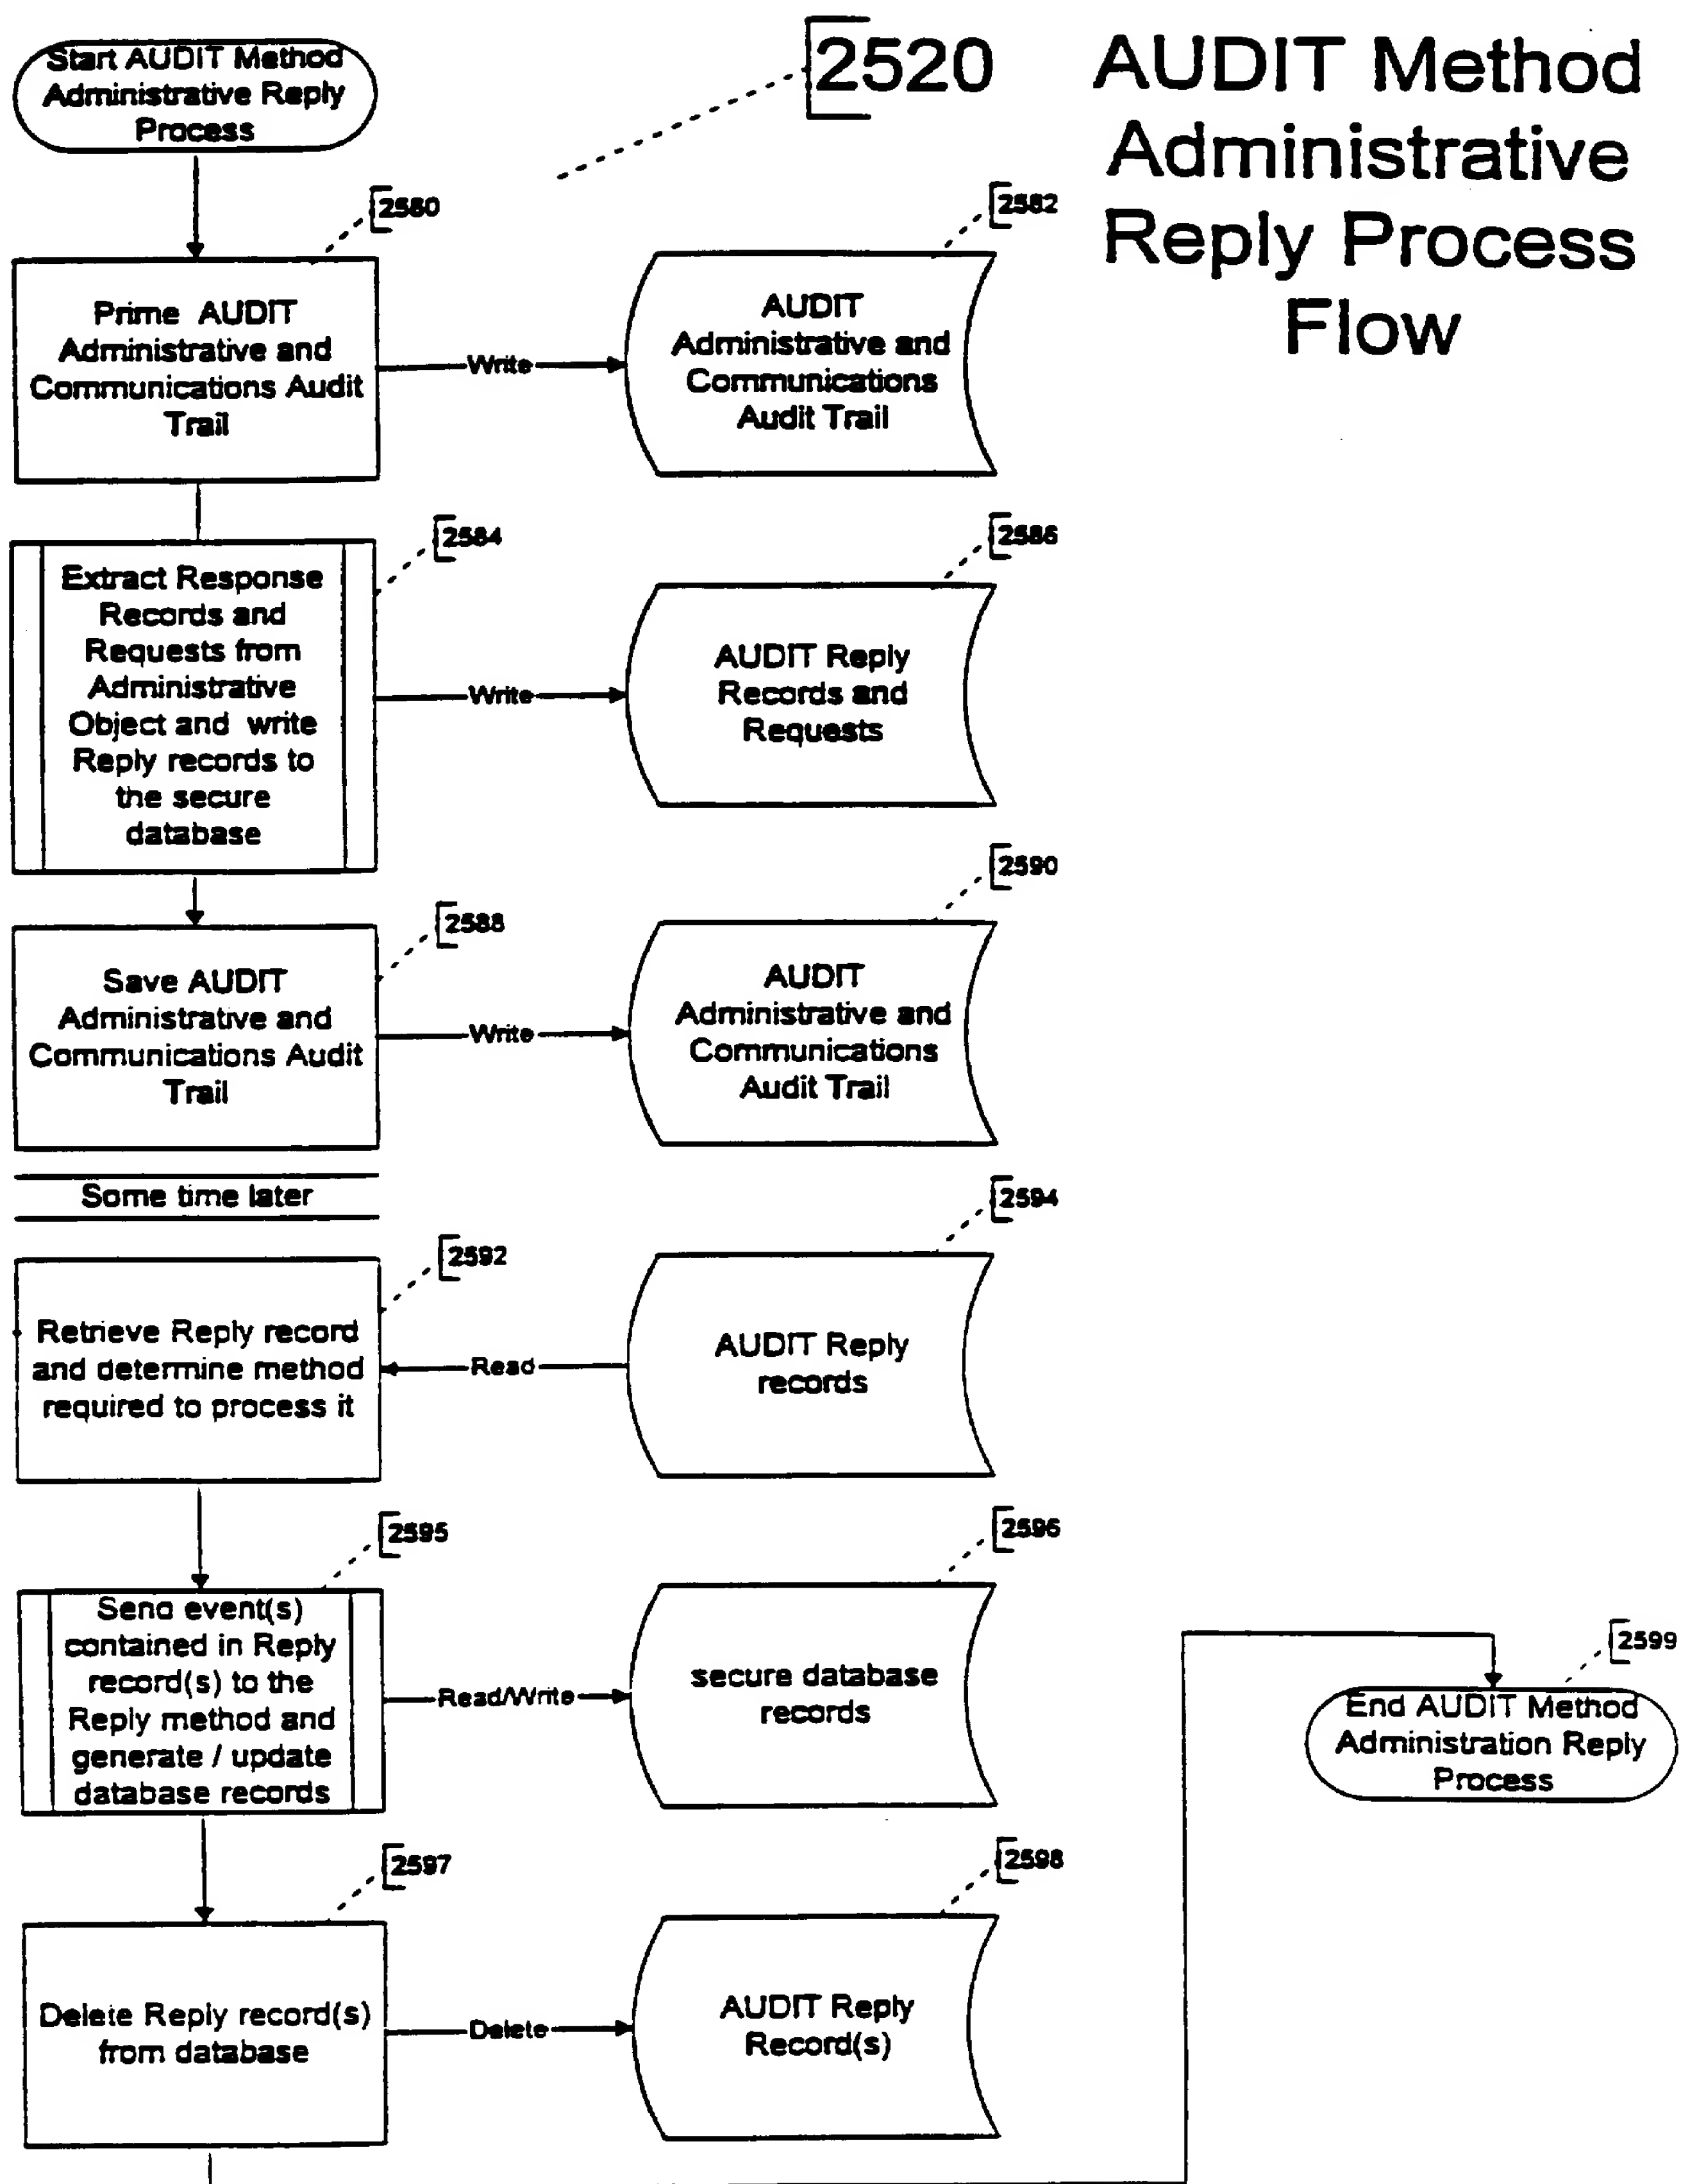 2520
AUDIT Method
Administrative
Reply Process
Flow
Start AUDIT Method
Administrative Reply
Process
2580
Prime AUDIT
Administrative and
Communications Audit
Trail
Write
2582
AUDIT
Administrative and
Communications
Audit Trail
2584
Extract Response
Records and
Requests from
Administrative
Object and write
Reply records to
the secure
database
Write
2586
AUDIT Reply
Records and
Requests
2588
Save AUDIT
Administrative and
Communications Audit
Trail
Write
2590
AUDIT
Administrative and
Communications
Audit Trail
Some time later
2592
Retrieve Reply record
and determine method
required to process it
Read
2594
AUDIT Reply
records
2595
Send event(s)
contained in Reply
record(s) to the
Reply method and
generate / update
database records
Read/Write
2596
secure database
records
2597
Delete Reply record(s)
from database
Delete
2598
AUDIT Reply
Record(s)
2599
End AUDIT Method
Administration Reply
Process